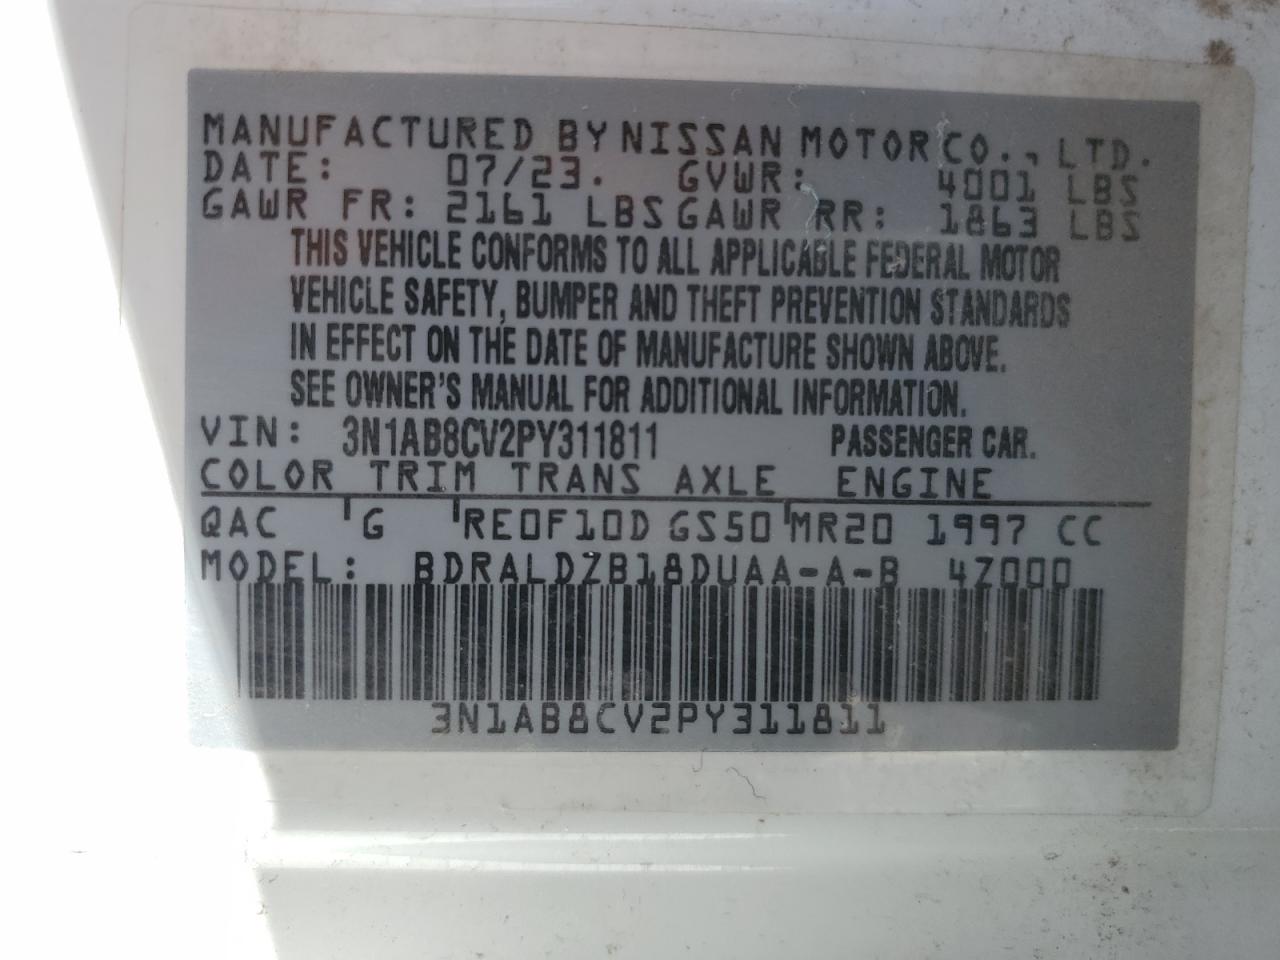 MANUFACTURED BY NISSAN MOTOR CO., LTD.
DATE: 07/23. GVWR: 4001 LBS
GAWR FR: 2161 LBS GAWR RR: 1863 LBS
THIS VEHICLE CONFORMS TO ALL APPLICABLE FEDERAL MOTOR
VEHICLE SAFETY, BUMPER AND THEFT PREVENTION STANDARDS
IN EFFECT ON THE DATE OF MANUFACTURE SHOWN ABOVE.
SEE OWNER'S MANUAL FOR ADDITIONAL INFORMATION.
VIN: 3N1AB8CV2PY311811 PASSENGER CAR.
COLOR TRIM TRANS AXLE ENGINE
QAC G RE0F10D GS50 MR20 1997 CC
MODEL: BDRALDZB18DUAA-A-B 4Z000
3N1AB8CV2PY311811